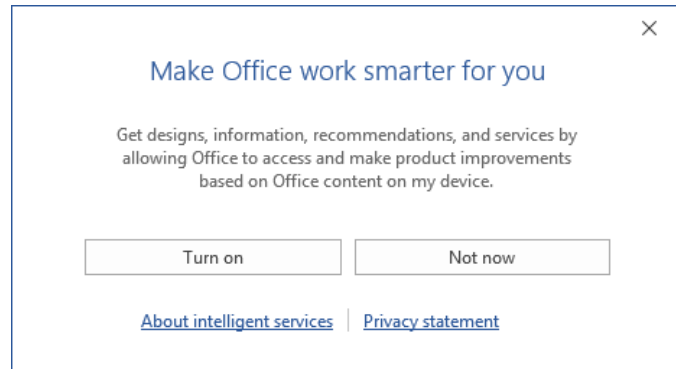 Make Office work smarter for you
Get designs, information, recommendations, and services by
allowing Office to access and make product improvements
based on Office content on my device.
Turn on
Not now
About intelligent services
Privacy statement